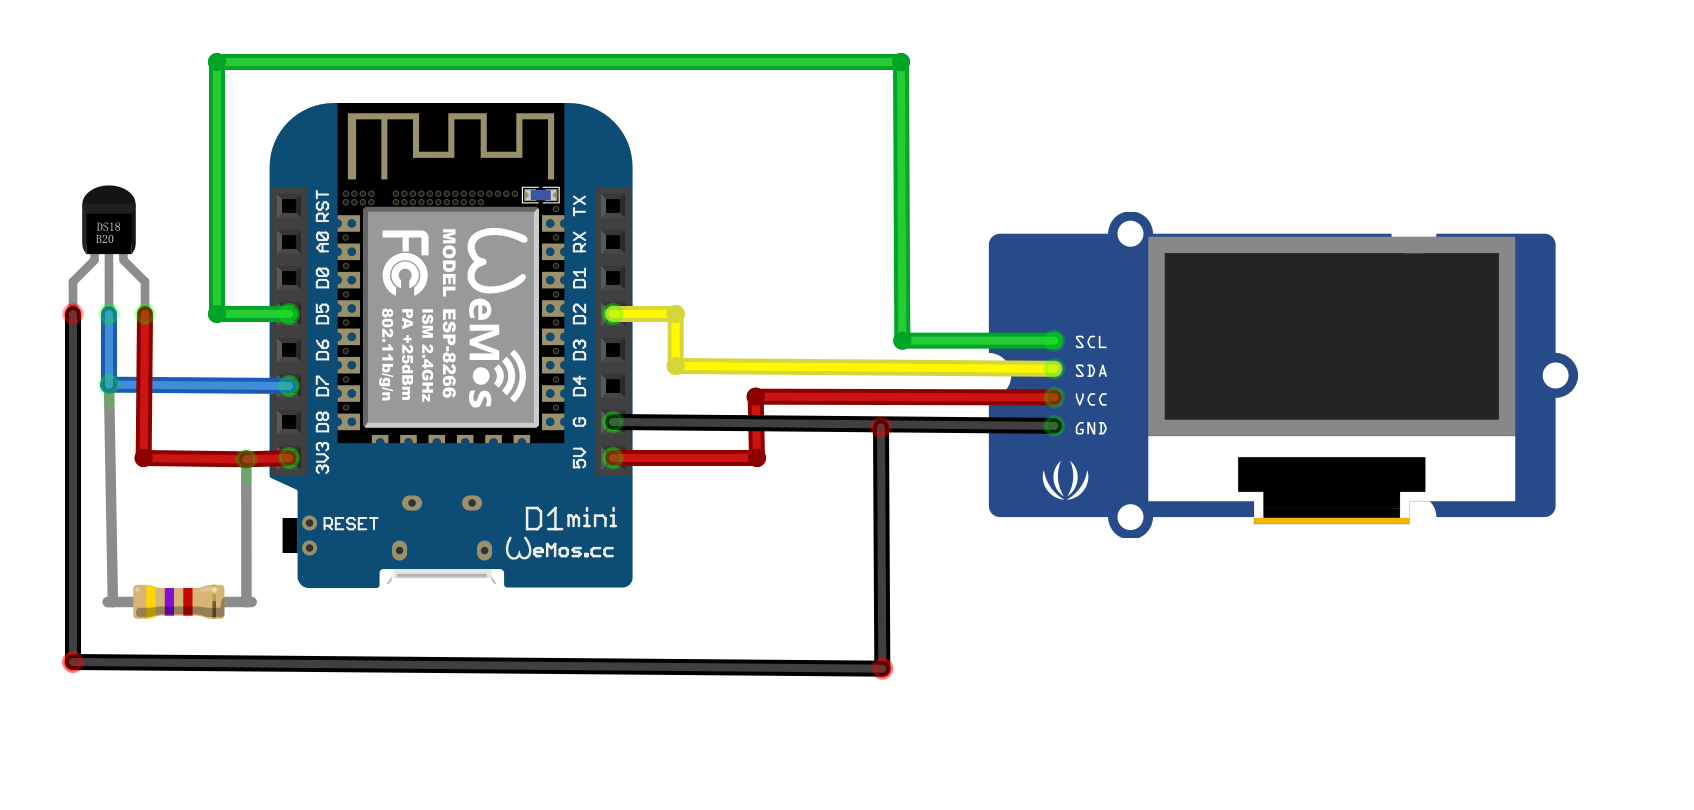 DS18
B20
RST
A0
D0
D5
D6
D7
D8
3V3
WeMos
MODEL ESP-8266
ISM 2.4GHz
PA +25dBm
802.11b/g/n
FC
TX
RX
D1
D2
D3
D4
G
5V
RESET
D1mini
WeMos.cc
SCL
SDA
VCC
GND